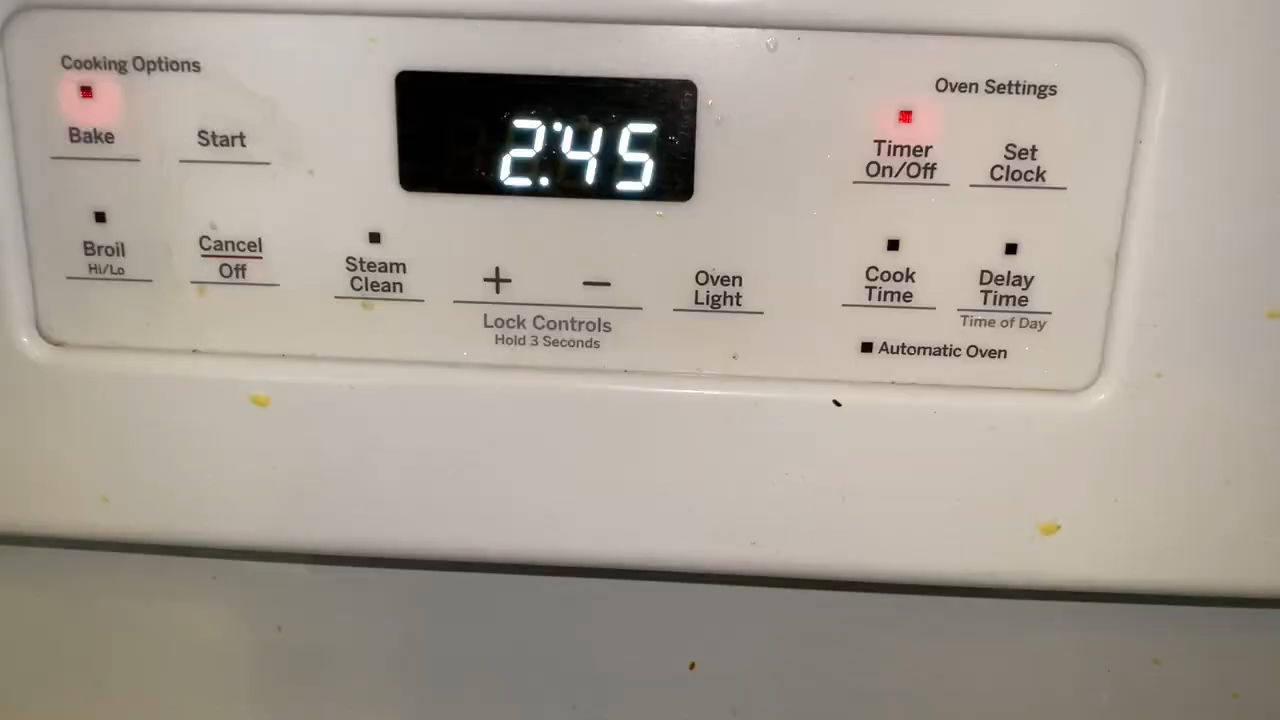 Cooking Options
Bake
Start
Broil
Hi/Lo
Cancel
Off
Steam
Clean
2:45
+ −
Lock Controls
Hold 3 Seconds
Oven
Light
Oven Settings
Timer
On/Off
Set
Clock
Cook
Time
Delay
Time
Time of Day
Automatic Oven